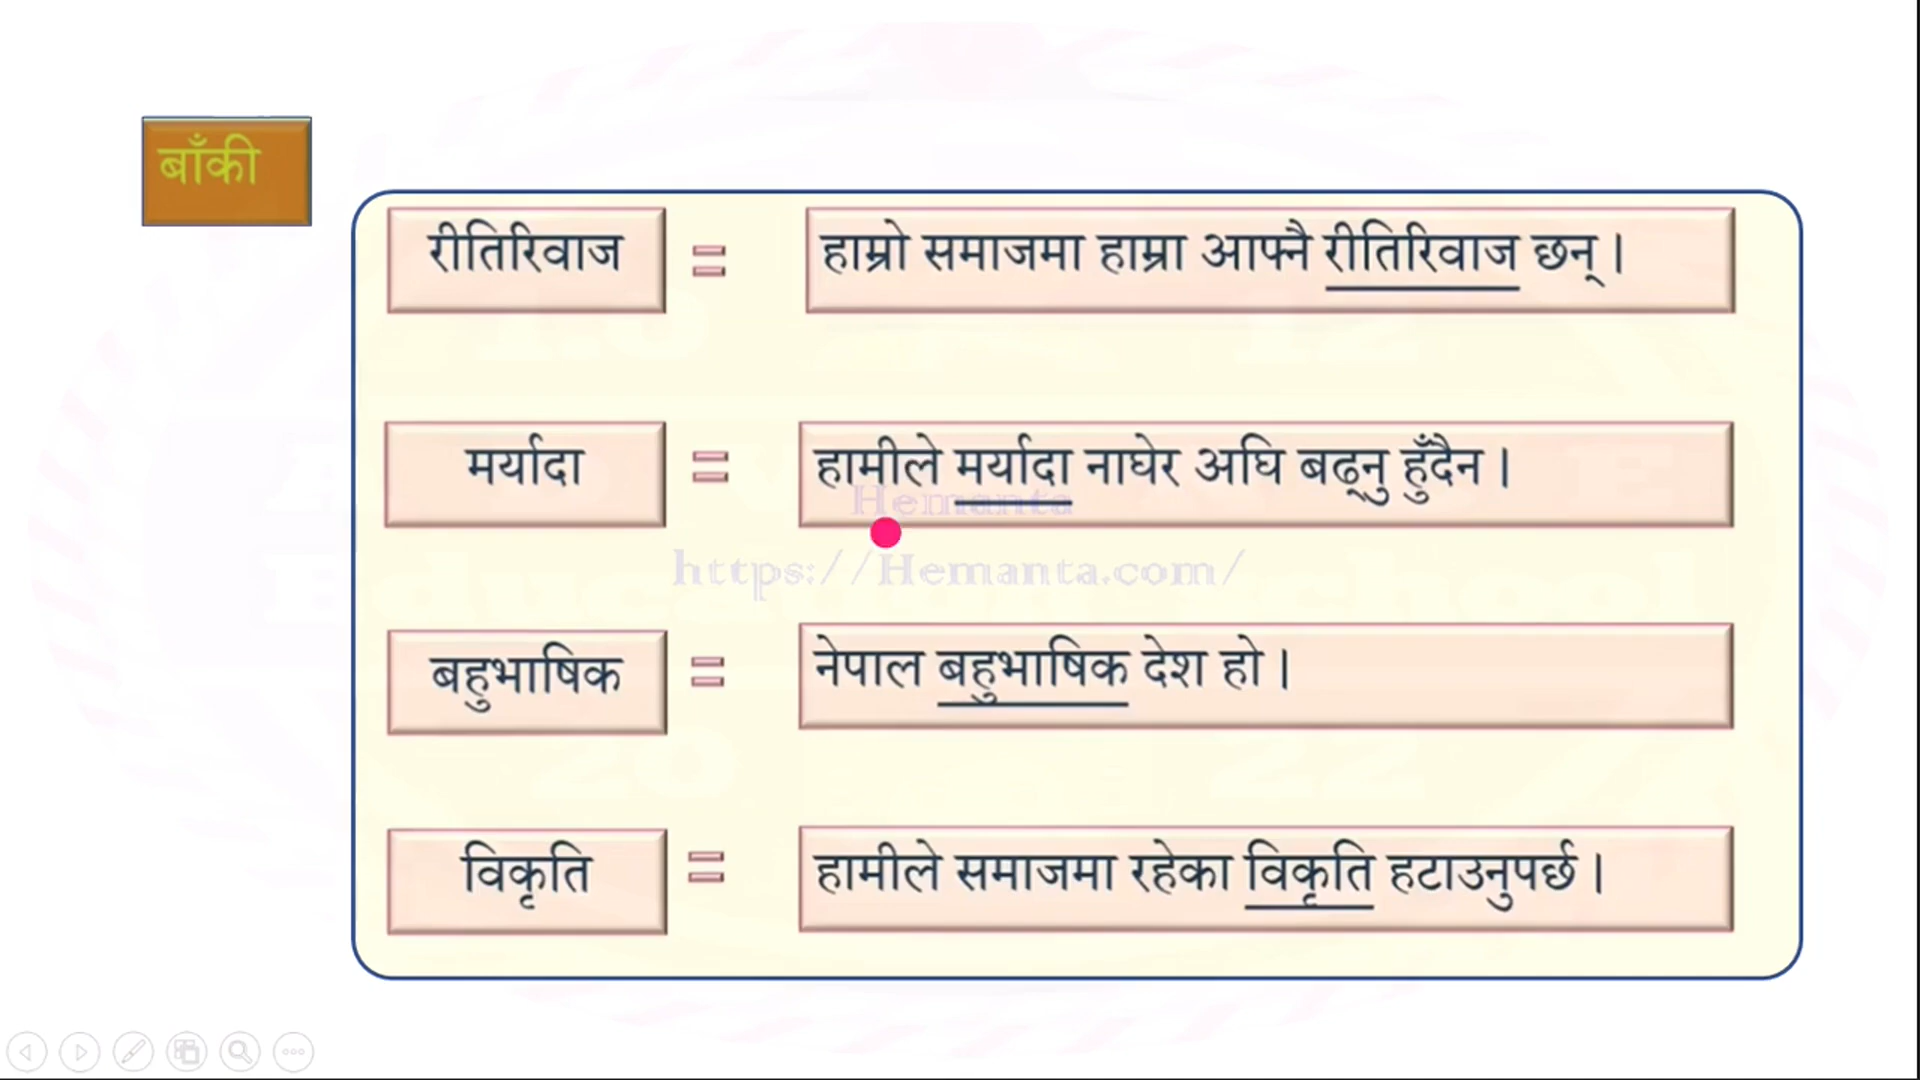 बाँकी
रीतिरिवाज = हाम्रो समाजमा हाम्रा आफ्नै रीतिरिवाज छन् ।
मर्यादा = हामीले मर्यादा नाघेर अघि बढ्नु हुँदैन ।
Hemanta
https://Hemanta.com/
बहुभाषिक = नेपाल बहुभाषिक देश हो ।
विकृति = हामीले समाजमा रहेका विकृति हटाउनुपर्छ ।